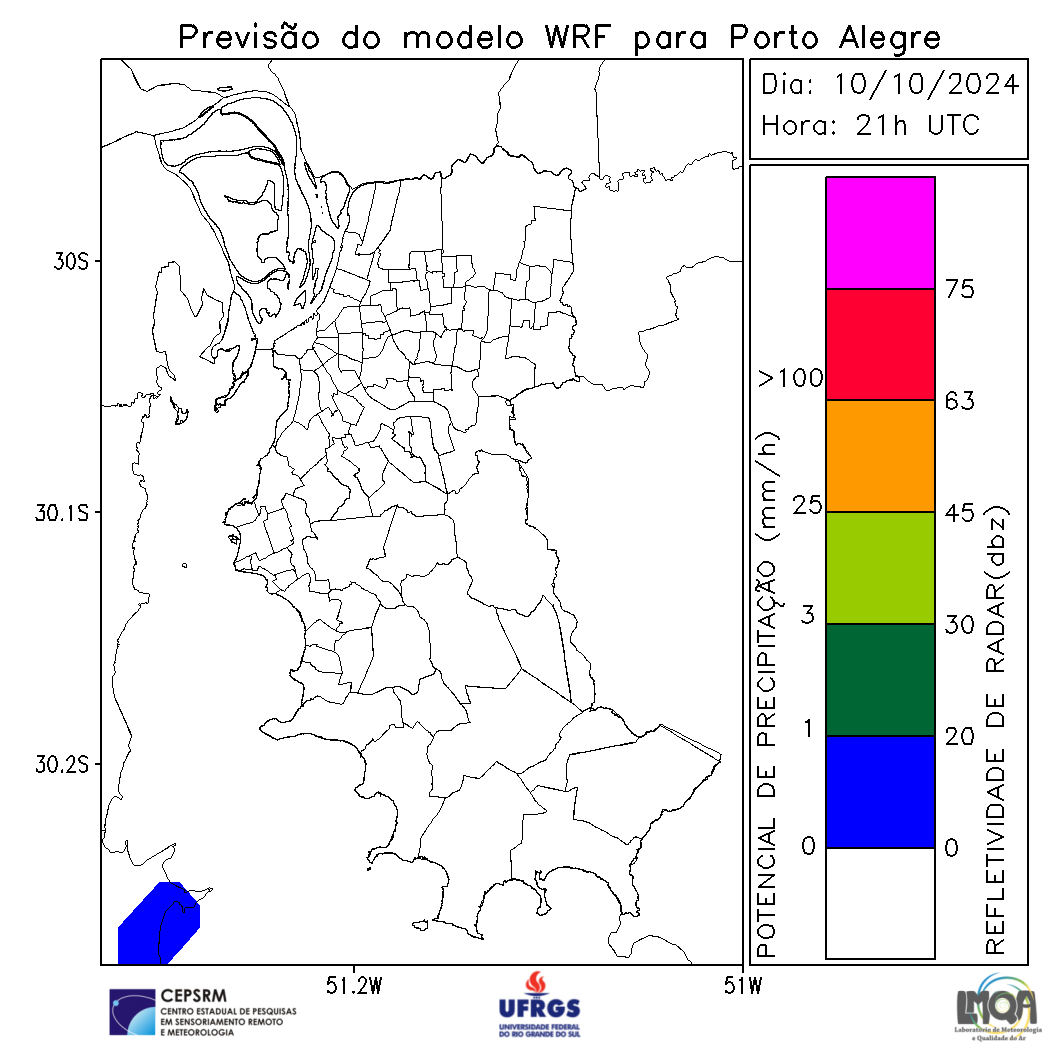 Previsão do modelo WRF para Porto Alegre
Dia: 10/10/2024
Hora: 21h UTC
30S
30.1S
30.2S
51.2W
51W
POTENCIAL DE PRECIPITAÇÃO (mm/h)
>100
25
3
1
0
75
63
45
30
20
0
REFLETIVIDADE DE RADAR(dbz)
CEPSRM
CENTRO ESTADUAL DE PESQUISAS
EM SENSORIAMENTO REMOTO
E METEOROLOGIA
UFRGS
UNIVERSIDADE FEDERAL
DO RIO GRANDE DO SUL
LMQA
Laboratório de Meteorologia
e Qualidade do Ar